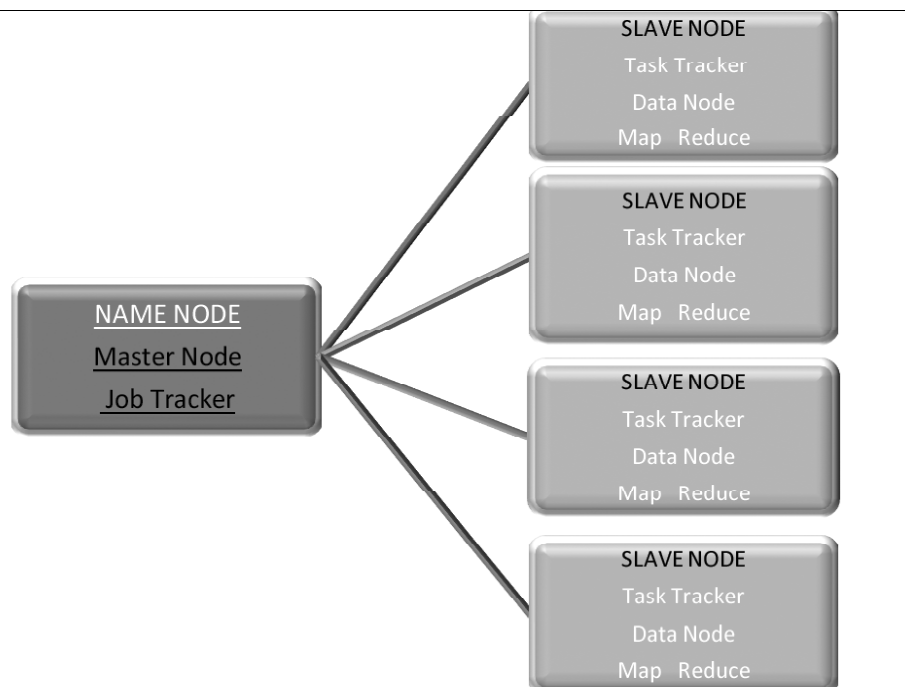 SLAVE NODE
Task Tracker
Data Node
Map Reduce
SLAVE NODE
Task Tracker
Data Node
Map Reduce
NAME NODE
Master Node
Job Tracker
SLAVE NODE
Task Tracker
Data Node
Map Reduce
SLAVE NODE
Task Tracker
Data Node
Map Reduce